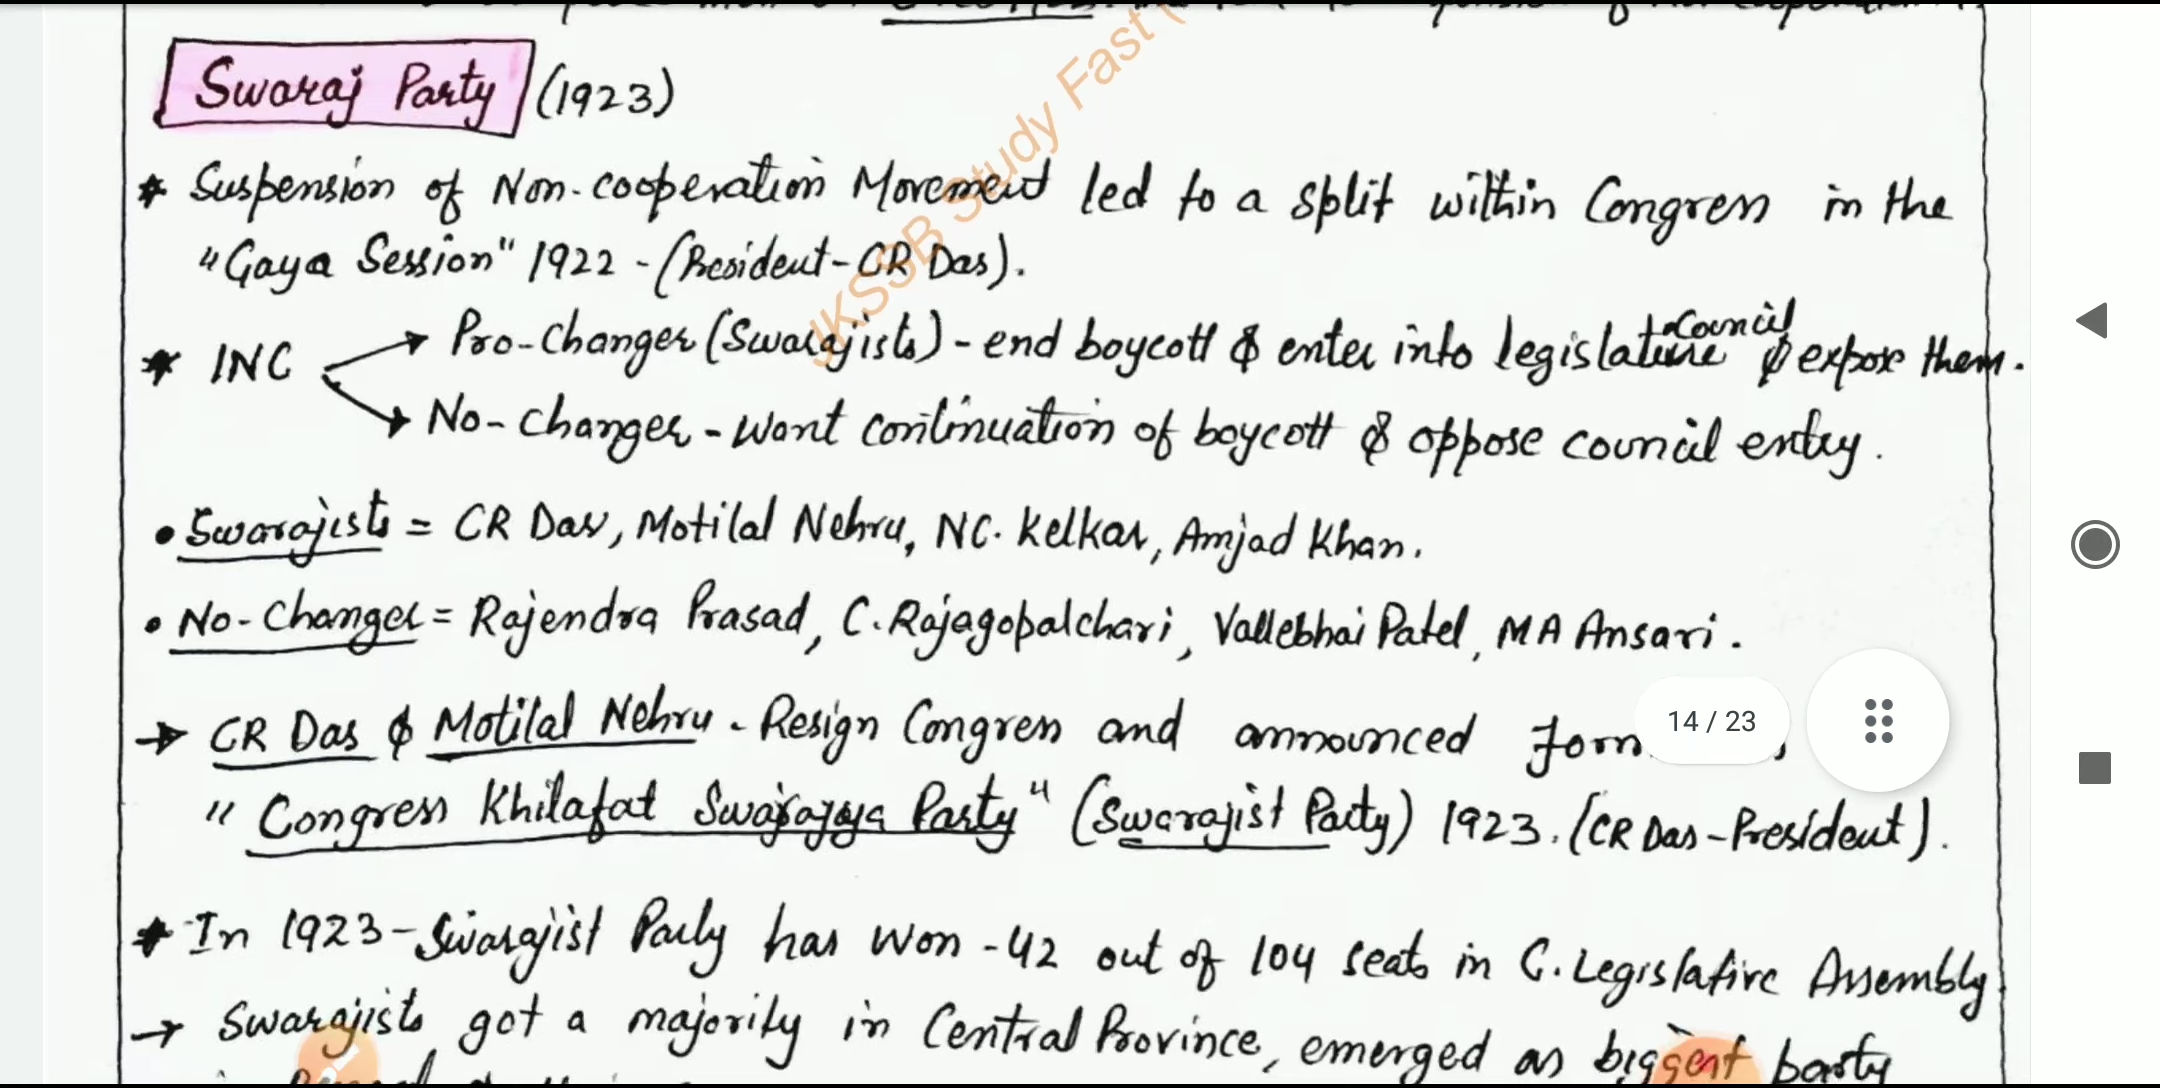 Swaraj Party (1923)
* Suspension of Non-cooperation Movement led to a split within Congress in the
"Gaya Session" 1922 - (President - CR Das).
* INC → Pro-Changer (Swarajists) - end boycott & enter into legislature Council & expose them.
→ No-Changer - Want continuation of boycott & oppose council entry.
• Swarajists = CR Das, Motilal Nehru, NC. Kelkar, Amjad Khan.
• No-Changer = Rajendra Prasad, C. Rajagopalchari, Vallebhai Patel, MA Ansari.
→ CR Das & Motilal Nehru - Resign Congress and announced
14 / 23
"Congress Khilafat Swarajaya Party" (Swarajist Party) 1923. (CR Das - President).
* In 1923 - Swarajist Party has won - 42 out of 104 seats in C. Legislative Assembly.
→ Swarajists got a majority in Central Province, emerged as biggest party
JKSSB Study Fast